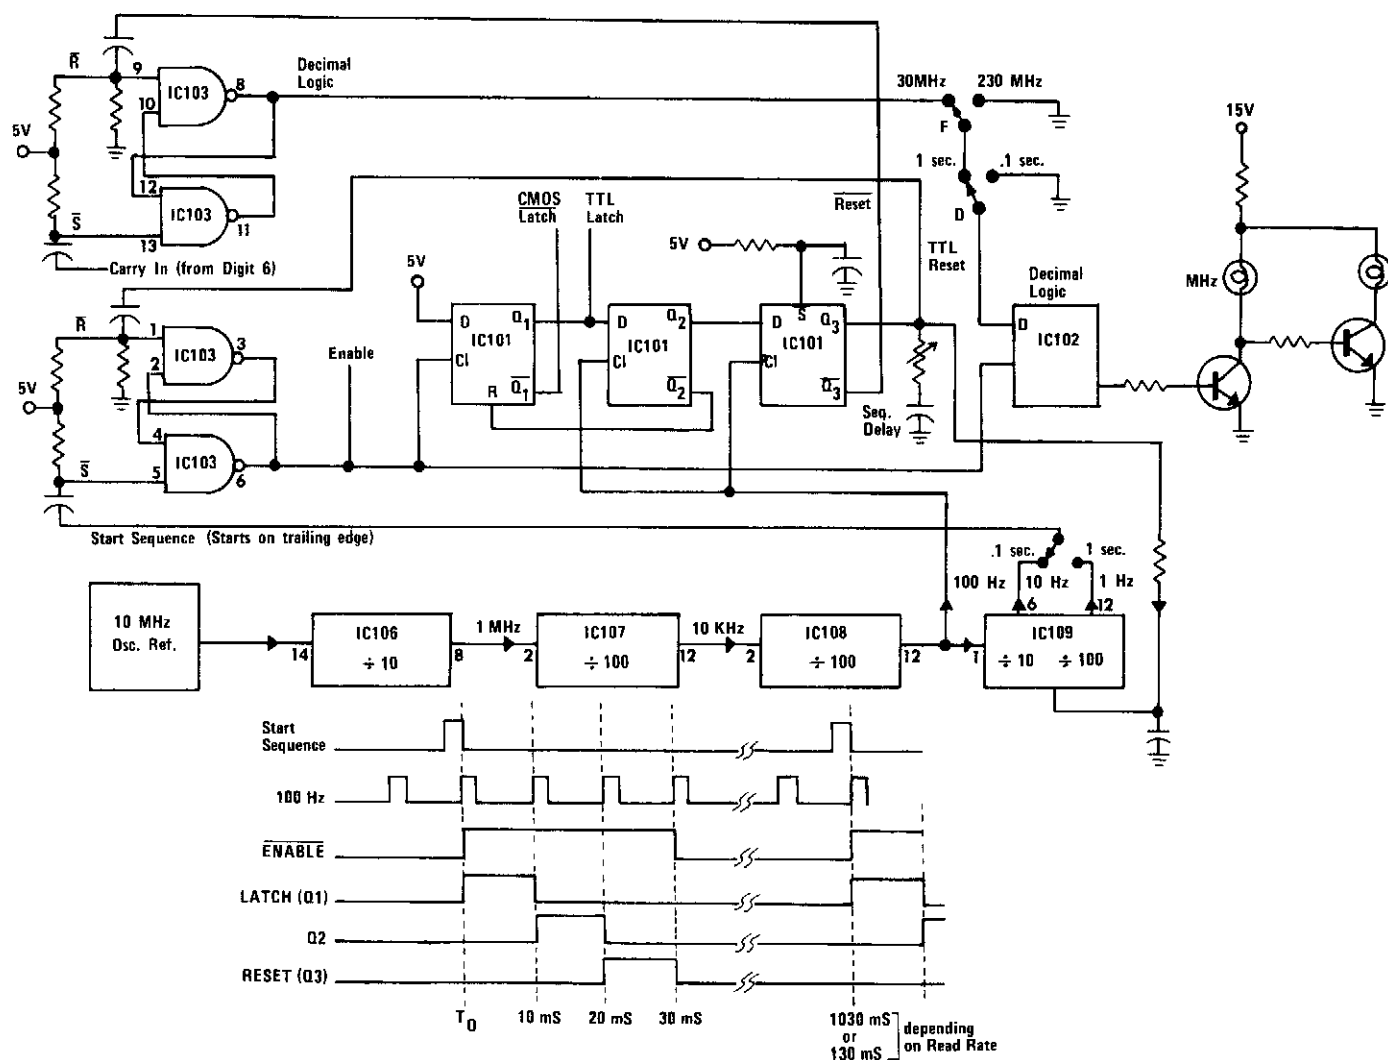 R
9
IC103
8
10
Decimal
Logic
30MHz
230 MHz
F
15V
5V
12
IC103
11
13
S
Carry In (from Digit 6)
1 sec.
.1 sec.
D
CMOS
Latch
TTL
Latch
Reset
5V
TTL
Reset
Decimal
Logic
MHz
5V
R
1
IC103
3
2
Enable
D
Q1
IC101
Cl
R
Q1
D
Q2
IC101
Cl
Q2
D
S
Q3
IC101
Cl
Q3
D
IC102
5V
Seq.
Delay
4
IC103
6
5
S
Start Sequence (Starts on trailing edge)
.1 sec.
1 sec.
100 Hz
10 Hz
1 Hz
6
12
10 MHz
Osc. Ref.
14
IC106
÷ 10
8
1 MHz
2
IC107
÷ 100
12
10 KHz
2
IC108
÷ 100
12
1
IC109
÷ 10 ÷ 100
Start
Sequence
100 Hz
ENABLE
LATCH (Q1)
Q2
RESET (Q3)
T0
10 mS
20 mS
30 mS
1030 mS
or
130 mS
depending
on Read Rate